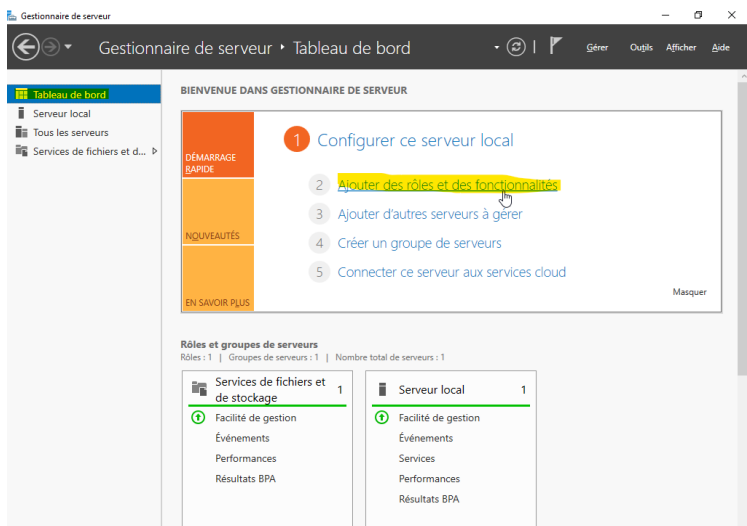 Gestionnaire de serveur
Gestionnaire de serveur • Tableau de bord
Gérer Outils Afficher Aide
Tableau de bord
Serveur local
Tous les serveurs
Services de fichiers et d...
BIENVENUE DANS GESTIONNAIRE DE SERVEUR
DÉMARRAGE
RAPIDE
NOUVEAUTÉS
EN SAVOIR PLUS
1 Configurer ce serveur local
2 Ajouter des rôles et des fonctionnalités
3 Ajouter d'autres serveurs à gérer
4 Créer un groupe de serveurs
5 Connecter ce serveur aux services cloud
Masquer
Rôles et groupes de serveurs
Rôles : 1 | Groupes de serveurs : 1 | Nombre total de serveurs : 1
Services de fichiers et
de stockage
1
Facilité de gestion
Événements
Performances
Résultats BPA
Serveur local 1
Facilité de gestion
Événements
Services
Performances
Résultats BPA